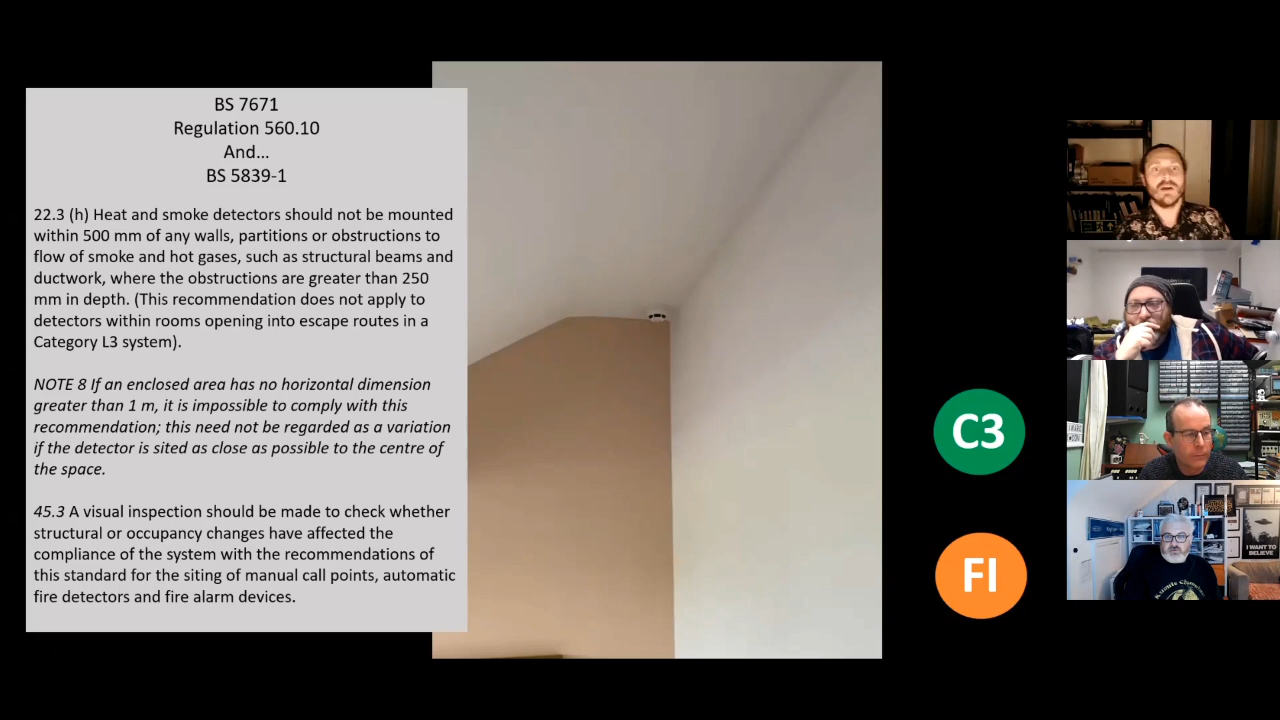 BS 7671
Regulation 560.10
And...
BS 5839-1
22.3 (h) Heat and smoke detectors should not be mounted
within 500 mm of any walls, partitions or obstructions to
flow of smoke and hot gases, such as structural beams and
ductwork, where the obstructions are greater than 250
mm in depth. (This recommendation does not apply to
detectors within rooms opening into escape routes in a
Category L3 system).
NOTE 8 If an enclosed area has no horizontal dimension
greater than 1 m, it is impossible to comply with this
recommendation; this need not be regarded as a variation
if the detector is sited as close as possible to the centre of
the space.
45.3 A visual inspection should be made to check whether
structural or occupancy changes have affected the
compliance of the system with the recommendations of
this standard for the siting of manual call points, automatic
fire detectors and fire alarm devices.
C3
FI
I WANT TO
BELIEVE